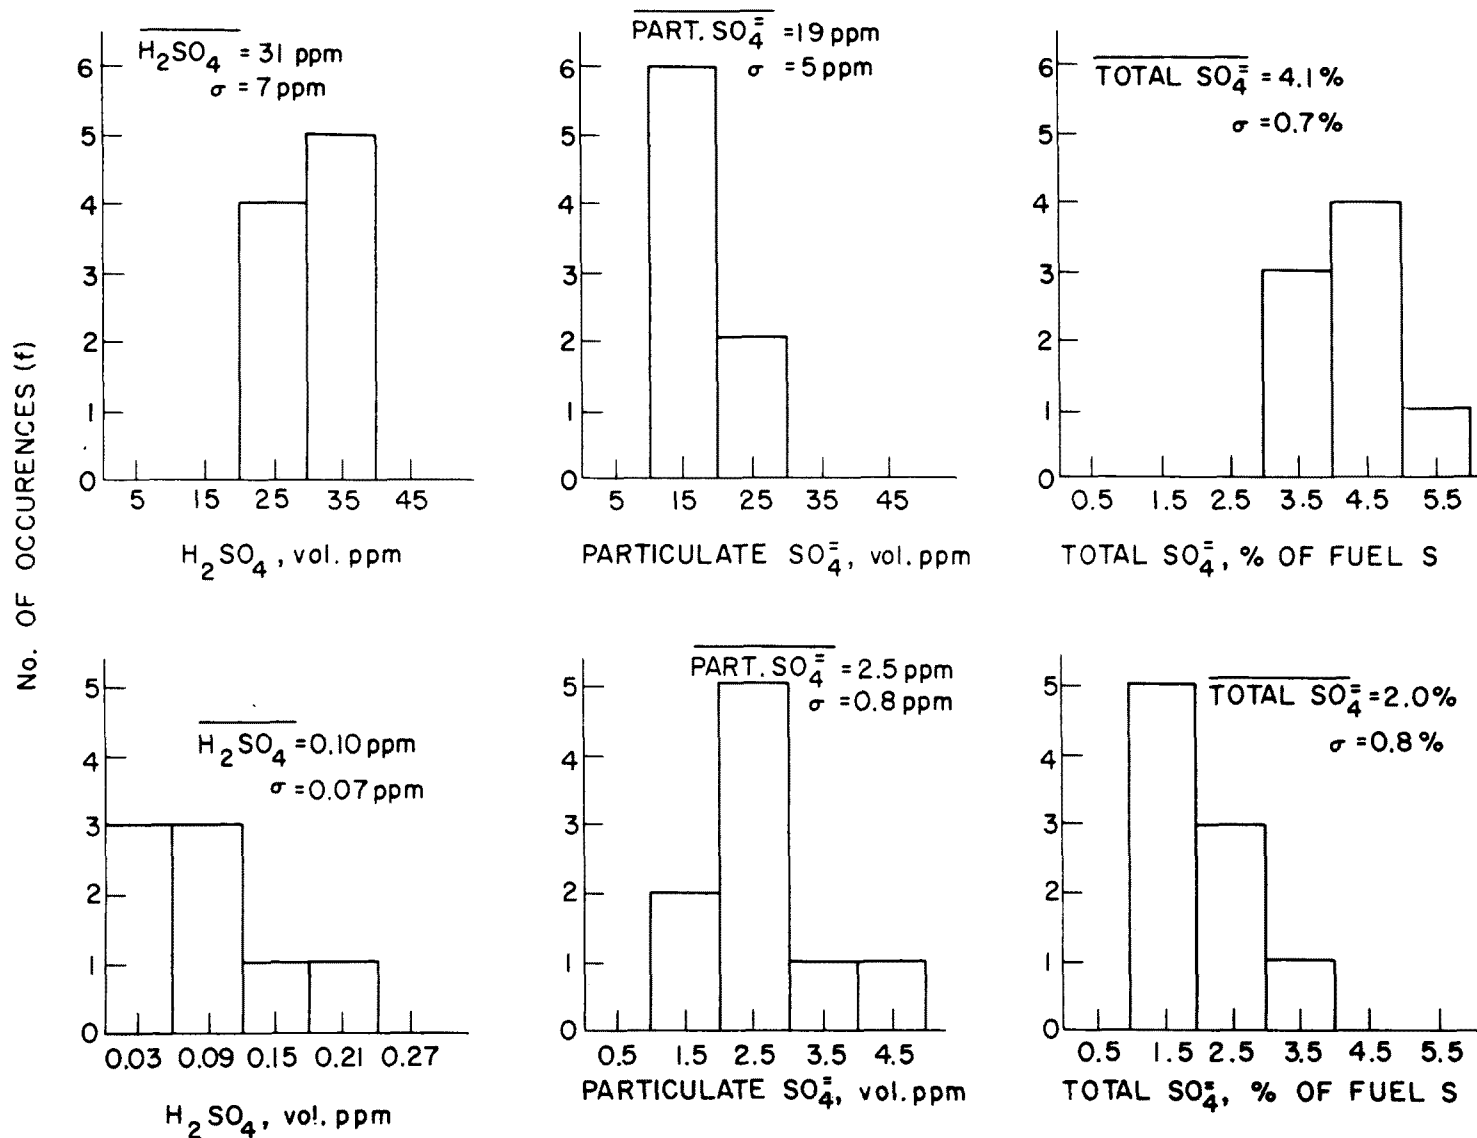 No. OF OCCURENCES (f)
H₂SO₄ = 31 ppm
σ = 7 ppm
6
5
4
3
2
1
0
5 15 25 35 45
H₂SO₄, vol. ppm
PART. SO₄⁼ = 19 ppm
σ = 5 ppm
6
5
4
3
2
1
0
5 15 25 35 45
PARTICULATE SO₄⁼, vol. ppm
TOTAL SO₄⁼ = 4.1%
σ = 0.7%
6
5
4
3
2
1
0
0.5 1.5 2.5 3.5 4.5 5.5
TOTAL SO₄⁼, % OF FUEL S
H₂SO₄ = 0.10 ppm
σ = 0.07 ppm
5
4
3
2
1
0
0.03 0.09 0.15 0.21 0.27
H₂SO₄, vol. ppm
PART. SO₄⁼ = 2.5 ppm
σ = 0.8 ppm
5
4
3
2
1
0
0.5 1.5 2.5 3.5 4.5
PARTICULATE SO₄⁼, vol. ppm
TOTAL SO₄⁼ = 2.0%
σ = 0.8%
5
4
3
2
1
0
0.5 1.5 2.5 3.5 4.5 5.5
TOTAL SO₄⁼, % OF FUEL S